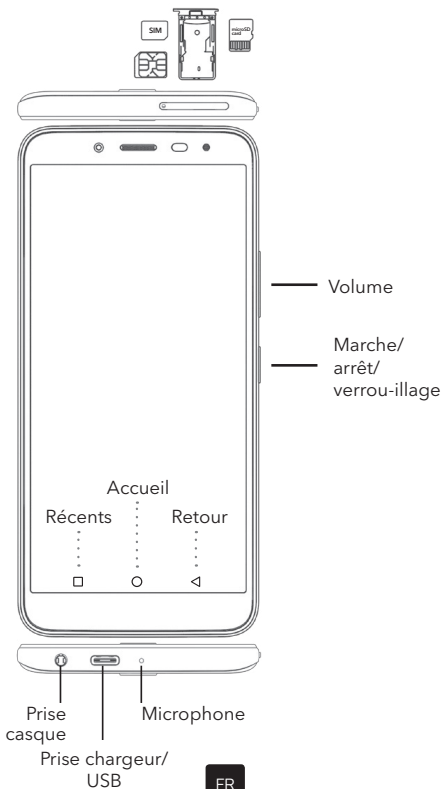 SIM
microSD
card
Volume
Marche/
arrêt/
verrou-illage
Accueil
Récents
Retour
Prise
casque
Microphone
Prise chargeur/
USB
FR